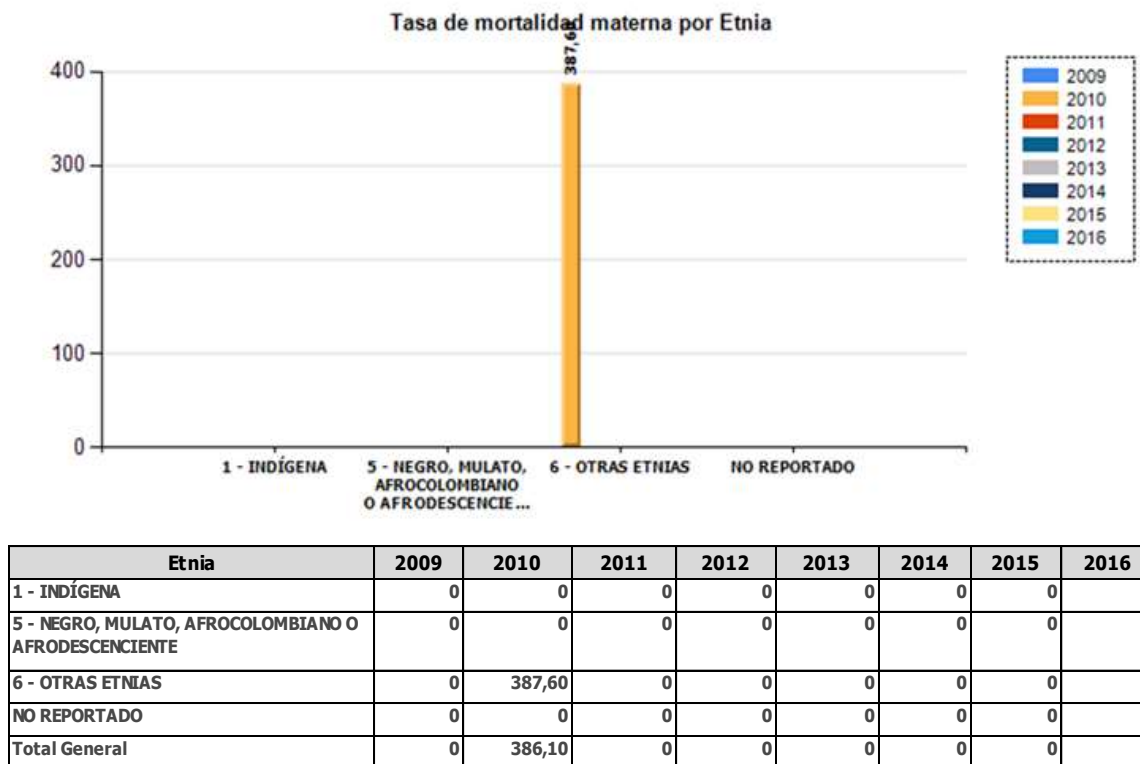 Tasa de mortalidad materna por Etnia
387,6
400
300
200
100
0
1 - INDÍGENA
5 - NEGRO, MULATO,
AFROCOLOMBIANO
O AFRODESCENCIE...
6 - OTRAS ETNIAS
NO REPORTADO
2009
2010
2011
2012
2013
2014
2015
2016
Etnia 2009 2010 2011 2012 2013 2014 2015 2016
1 - INDÍGENA 0 0 0 0 0 0 0
5 - NEGRO, MULATO, AFROCOLOMBIANO O
AFRODESCENCIENTE 0 0 0 0 0 0 0
6 - OTRAS ETNIAS 0 387,60 0 0 0 0 0
NO REPORTADO 0 0 0 0 0 0 0
Total General 0 386,10 0 0 0 0 0